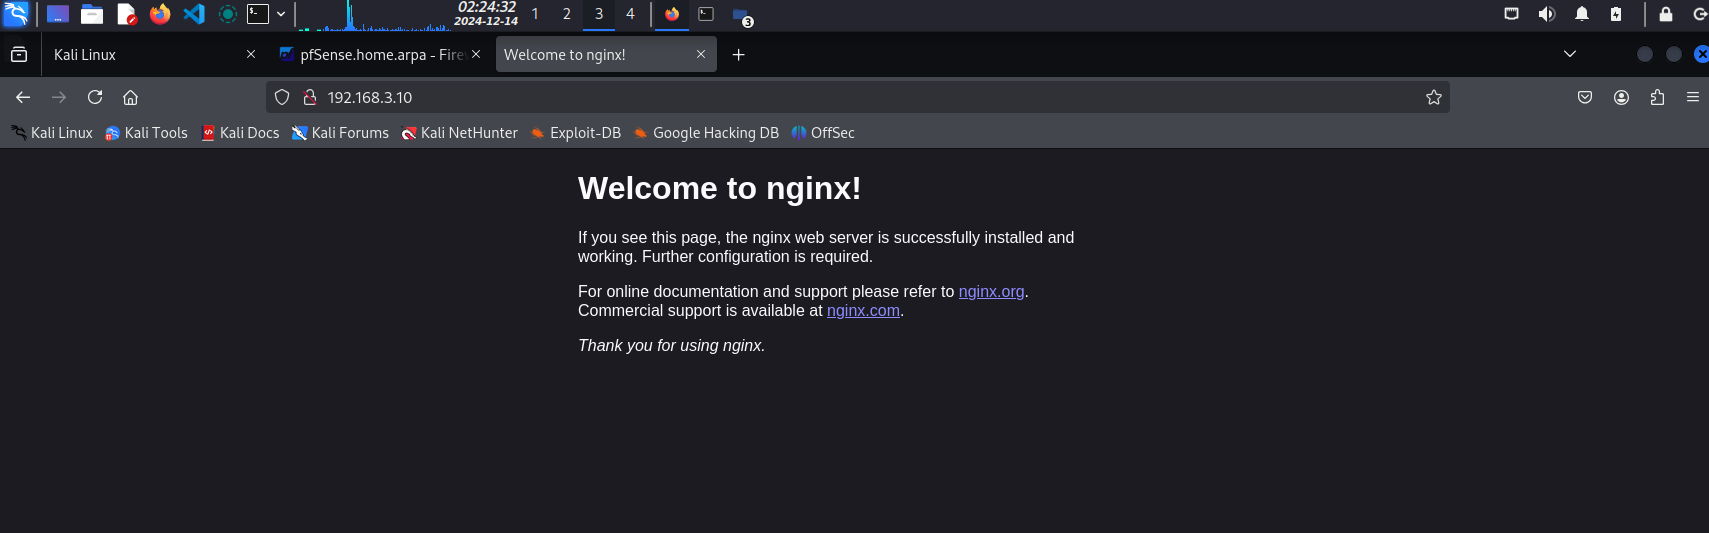 02:24:32
2024-12-14
1 2 3 4
3
Kali Linux
pfSense.home.arpa - Fire
Welcome to nginx!
192.168.3.10
Kali Linux Kali Tools Kali Docs Kali Forums Kali NetHunter Exploit-DB Google Hacking DB OffSec
Welcome to nginx!
If you see this page, the nginx web server is successfully installed and
working. Further configuration is required.
For online documentation and support please refer to nginx.org.
Commercial support is available at nginx.com.
Thank you for using nginx.